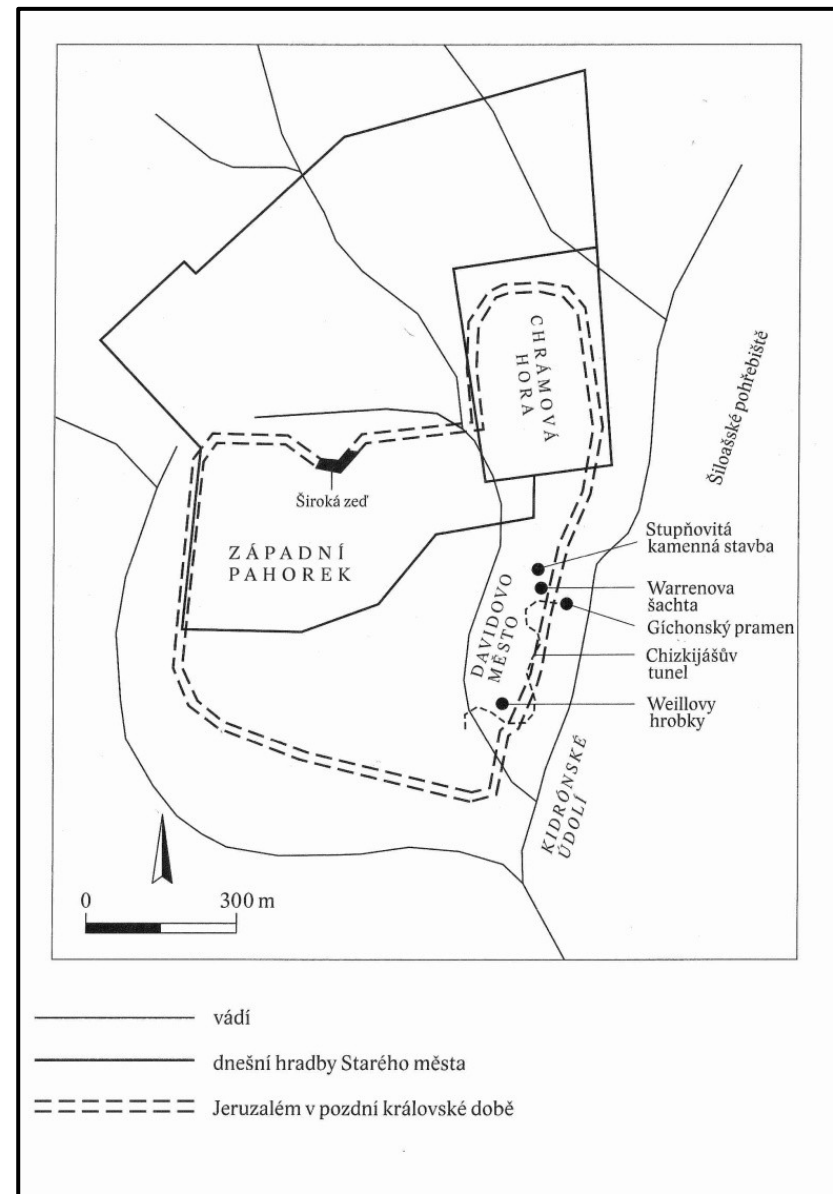 CHRÁMOVÁ
HORA
Šiloašské pohřebiště
Široká zeď
ZÁPADNÍ
PAHOREK
Stupňovitá
kamenná stavba
Warrenova
šachta
Gíchonský pramen
Chizkijášův
tunel
Weillovy
hrobky
DAVIDOVO
MĚSTO
KIDRÓNSKÉ
ÚDOLÍ
0 300 m
vádí
dnešní hradby Starého města
Jeruzalém v pozdní královské době